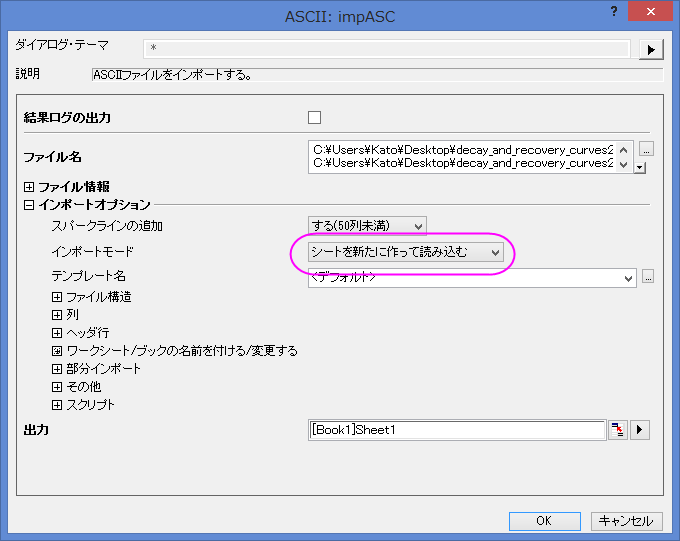 ASCII: impASC
ダイアログ・テーマ *
説明 ASCIIファイルをインポートする。
結果ログの出力
ファイル名 C:¥Users¥Kato¥Desktop¥decay_and_recovery_curves2
C:¥Users¥Kato¥Desktop¥decay_and_recovery_curves2
ファイル情報
インポートオプション
スパークラインの追加 する(50列未満)
インポートモード シートを新たに作って読み込む
テンプレート名 <デフォルト>
ファイル構造
列
ヘッダ行
ワークシート/ブックの名前を付ける/変更する
部分インポート
その他
スクリプト
出力 [Book1]Sheet1
OK キャンセル